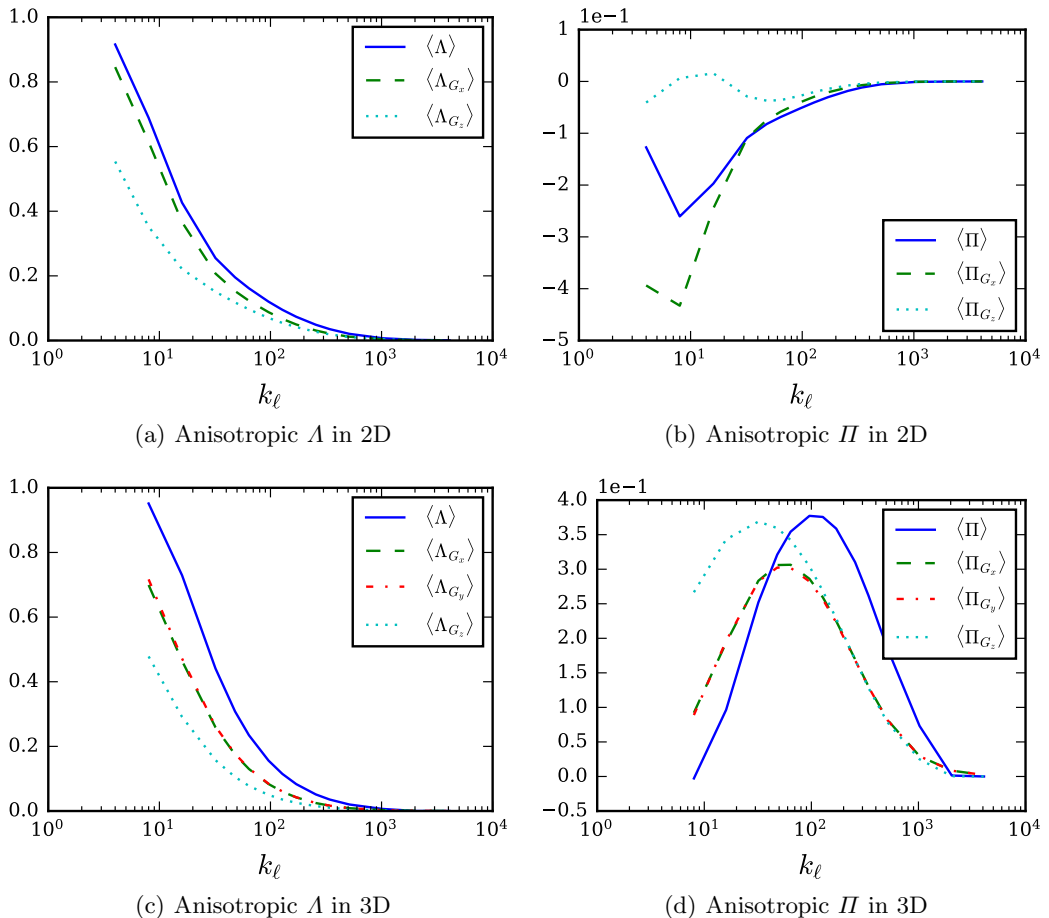 1.0
0.8
0.6
0.4
0.2
0.0
⟨Λ⟩
⟨Λ_{G_x}⟩
⟨Λ_{G_z}⟩
10^0 10^1 10^2 10^3 10^4
k_ℓ
(a) Anisotropic Λ in 2D
1e−1
1
0
−1
−2
−3
−4
−5
⟨Π⟩
⟨Π_{G_x}⟩
⟨Π_{G_z}⟩
10^0 10^1 10^2 10^3 10^4
k_ℓ
(b) Anisotropic Π in 2D
1.0
0.8
0.6
0.4
0.2
0.0
⟨Λ⟩
⟨Λ_{G_x}⟩
⟨Λ_{G_y}⟩
⟨Λ_{G_z}⟩
10^0 10^1 10^2 10^3 10^4
k_ℓ
(c) Anisotropic Λ in 3D
1e−1
4.0
3.5
3.0
2.5
2.0
1.5
1.0
0.5
0.0
−0.5
⟨Π⟩
⟨Π_{G_x}⟩
⟨Π_{G_y}⟩
⟨Π_{G_z}⟩
10^0 10^1 10^2 10^3 10^4
k_ℓ
(d) Anisotropic Π in 3D